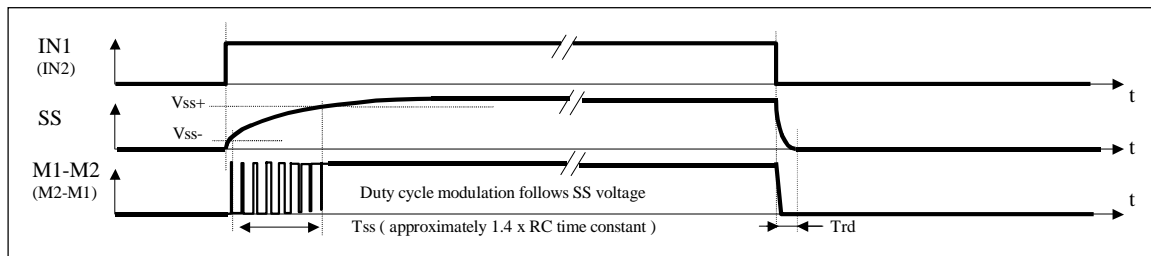 IN1
(IN2)
t
Vss+
SS
Vss-
t
M1-M2
(M2-M1)
Duty cycle modulation follows SS voltage
t
Tss ( approximately 1.4 x RC time constant )
Trd